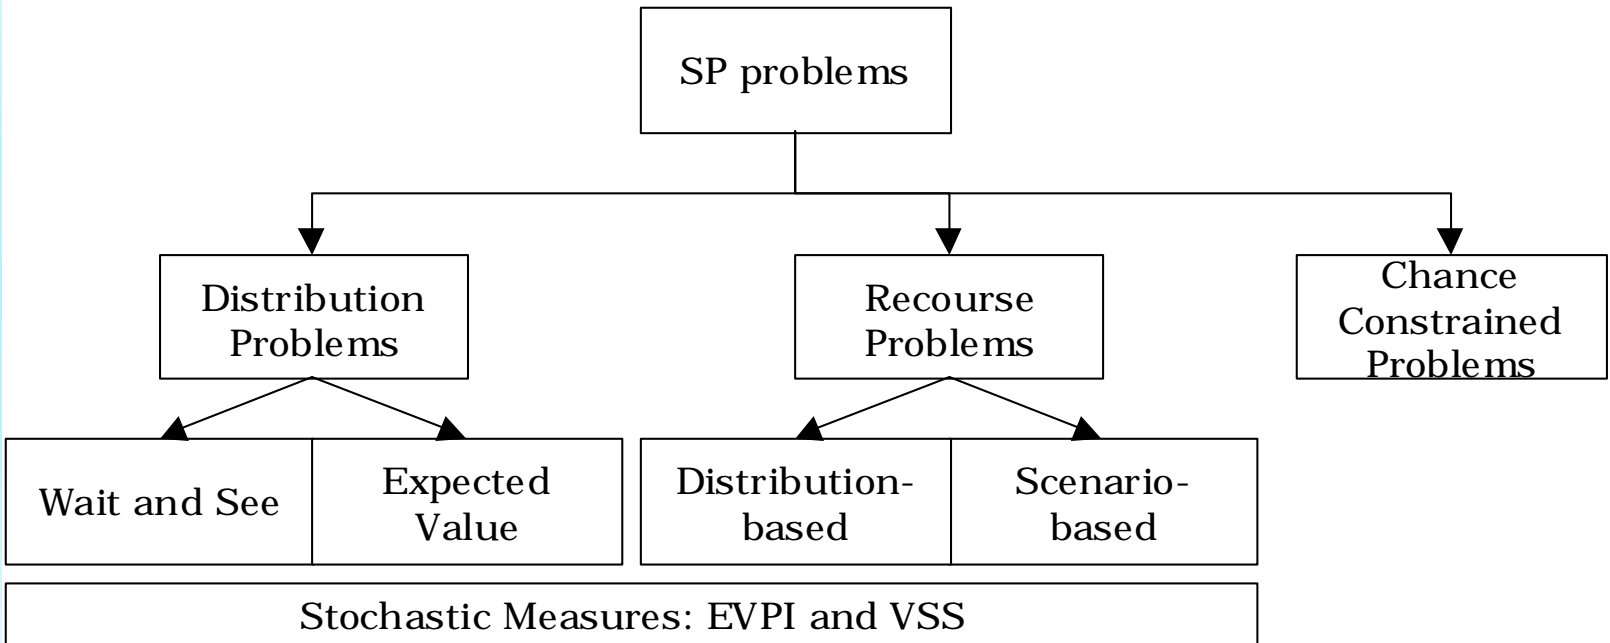 SP problems
Distribution
Problems
Recourse
Problems
Chance
Constrained
Problems
Wait and See
Expected
Value
Distribution-
based
Scenario-
based
Stochastic Measures: EVPI and VSS